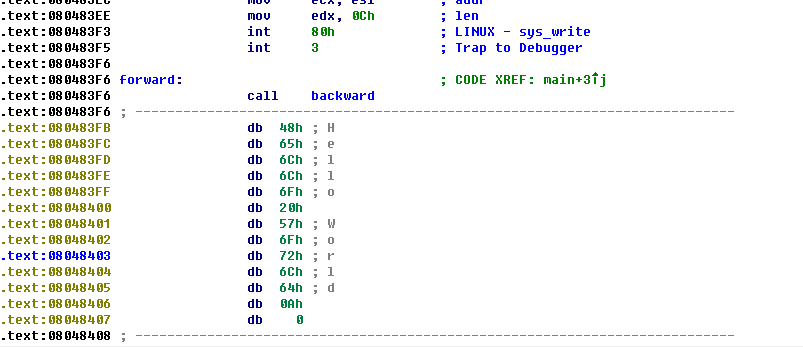 mov ecx, esi ; addr
.text:080483EE mov edx, 0Ch ; len
.text:080483F3 int 80h ; LINUX - sys_write
.text:080483F5 int 3 ; Trap to Debugger
.text:080483F6
.text:080483F6 forward: ; CODE XREF: main+3↑j
.text:080483F6 call backward
.text:080483F6 ; ---------------------------------------------------------------------------
.text:080483FB db 48h ; H
.text:080483FC db 65h ; e
.text:080483FD db 6Ch ; l
.text:080483FE db 6Ch ; l
.text:080483FF db 6Fh ; o
.text:08048400 db 20h
.text:08048401 db 57h ; W
.text:08048402 db 6Fh ; o
.text:08048403 db 72h ; r
.text:08048404 db 6Ch ; l
.text:08048405 db 64h ; d
.text:08048406 db 0Ah
.text:08048407 db 0
.text:08048408 ; ---------------------------------------------------------------------------